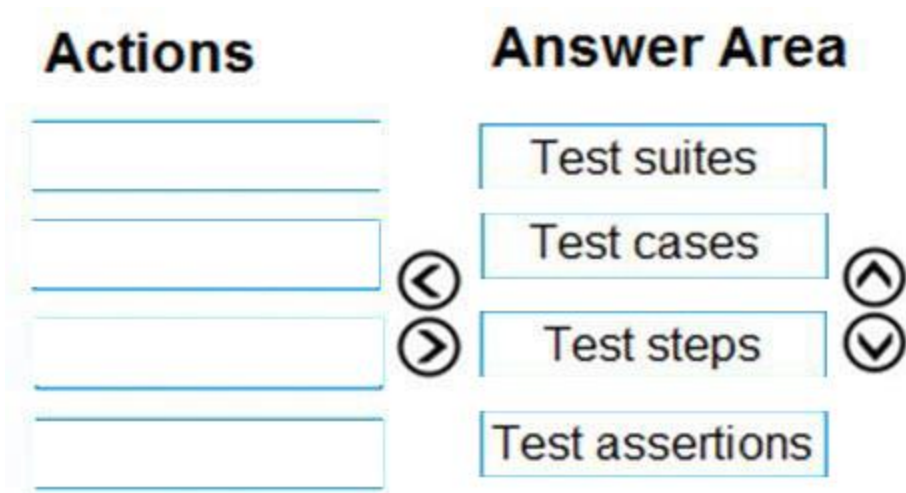 Actions
Answer Area
Test suites
Test cases
Test steps
Test assertions